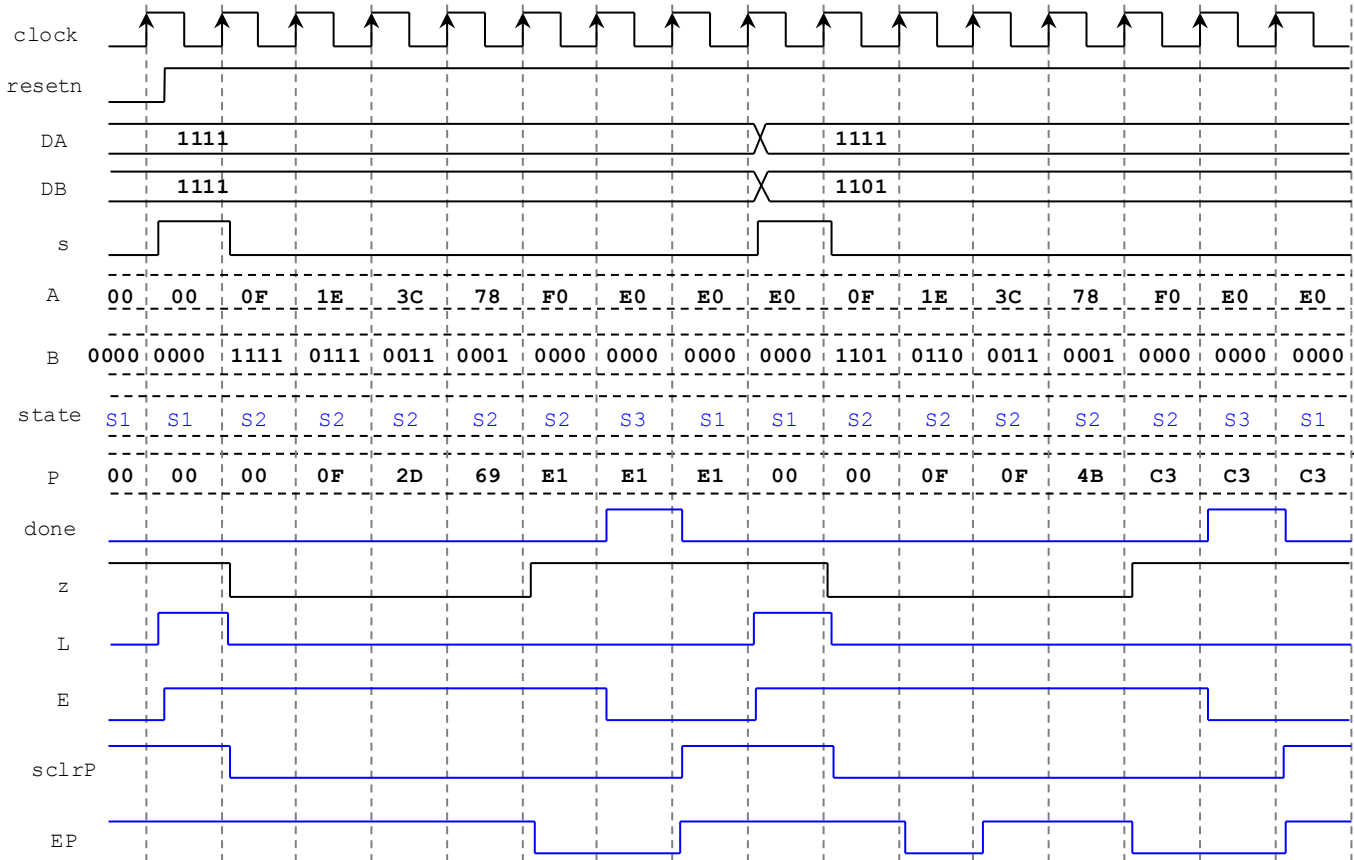 clock
resetn
DA 1111 1111
DB 1111 1101
s
A 00 00 0F 1E 3C 78 F0 E0 E0 E0 0F 1E 3C 78 F0 E0 E0
B 0000 0000 1111 0111 0011 0001 0000 0000 0000 0000 1101 0110 0011 0001 0000 0000 0000
state S1 S1 S2 S2 S2 S2 S2 S3 S1 S1 S2 S2 S2 S2 S2 S3 S1
P 00 00 00 0F 2D 69 E1 E1 E1 00 00 0F 0F 4B C3 C3 C3
done
z
L
E
sclrP
EP